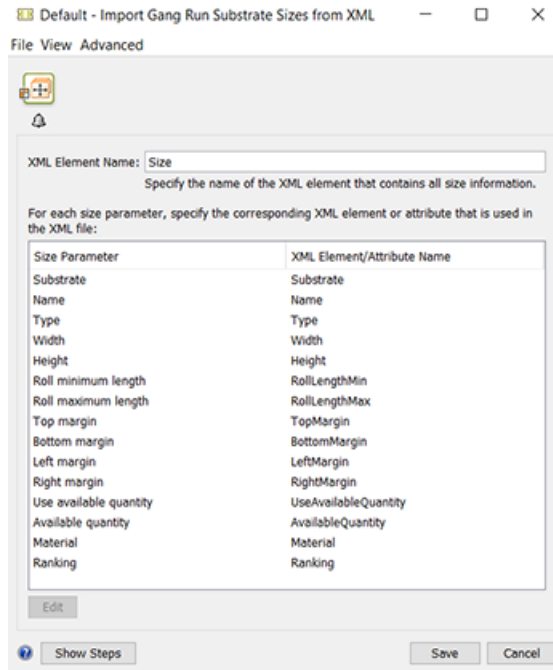 Default - Import Gang Run Substrate Sizes from XML
File View Advanced
XML Element Name: Size
Specify the name of the XML element that contains all size information.
For each size parameter, specify the corresponding XML element or attribute that is used in
the XML file:
Size Parameter XML Element/Attribute Name
Substrate Substrate
Name Name
Type Type
Width Width
Height Height
Roll minimum length RollLengthMin
Roll maximum length RollLengthMax
Top margin TopMargin
Bottom margin BottomMargin
Left margin LeftMargin
Right margin RightMargin
Use available quantity UseAvailableQuantity
Available quantity AvailableQuantity
Material Material
Ranking Ranking
Edit
? Show Steps Save Cancel